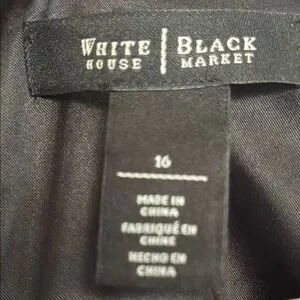 WHITE | BLACK
HOUSE | MARKET
16
MADE IN
CHINA
FABRIQUÉ EN
CHINE
HECHO EN
CHINA